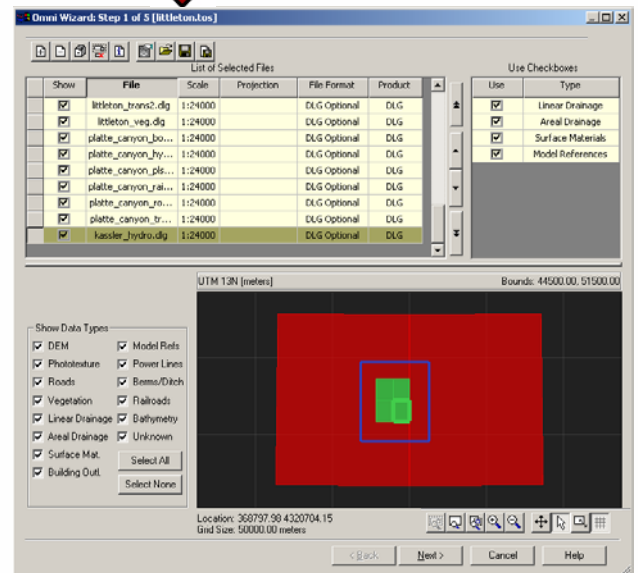 Omni Wizard: Step 1 of 5 [littleton.tos]
List of Selected Files
Use Checkboxes
Show File Scale Projection File Format Product
Use Type
littleton_trans2.dlg 1:24000 DLG Optional DLG
Linear Drainage
littleton_veg.dlg 1:24000 DLG Optional DLG
Areal Drainage
platte_canyon_bo... 1:24000 DLG Optional DLG
Surface Materials
platte_canyon_hy... 1:24000 DLG Optional DLG
Model References
platte_canyon_pls... 1:24000 DLG Optional DLG
platte_canyon_rai... 1:24000 DLG Optional DLG
platte_canyon_ro... 1:24000 DLG Optional DLG
platte_canyon_tr... 1:24000 DLG Optional DLG
kassler_hydro.dlg 1:24000 DLG Optional DLG
UTM 13N [meters] Bounds: 44500.00, 51500.00
Show Data Types
DEM Model Refs
Phototexture Power Lines
Roads Berms/Ditch
Vegetation Railroads
Linear Drainage Bathymetry
Areal Drainage Unknown
Surface Mat. Select All
Building Outl. Select None
Location: 368797.98 4320704.15
Grid Size: 50000.00 meters
< Back Next > Cancel Help